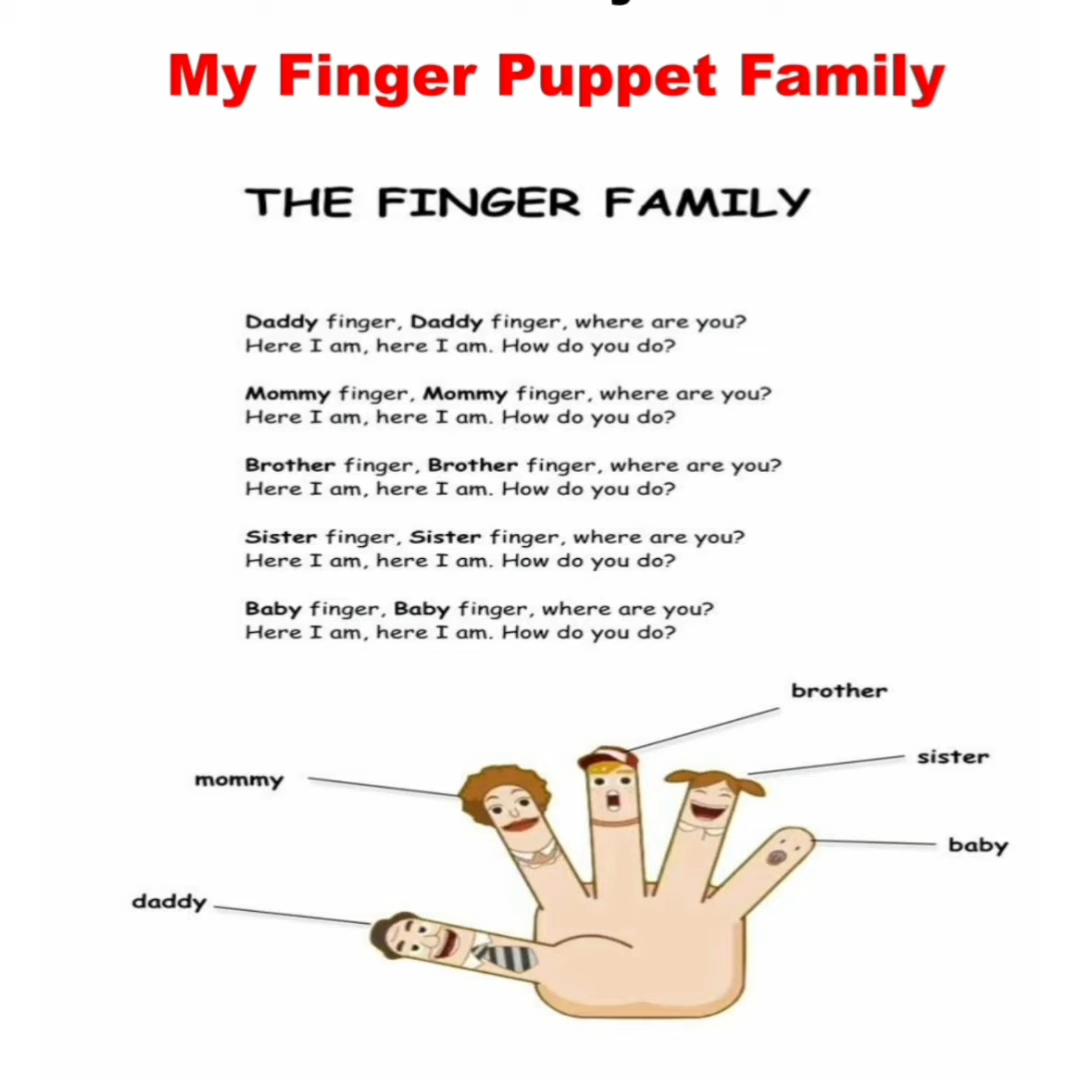 My Finger Puppet Family
THE FINGER FAMILY
Daddy finger, Daddy finger, where are you?
Here I am, here I am. How do you do?
Mommy finger, Mommy finger, where are you?
Here I am, here I am. How do you do?
Brother finger, Brother finger, where are you?
Here I am, here I am. How do you do?
Sister finger, Sister finger, where are you?
Here I am, here I am. How do you do?
Baby finger, Baby finger, where are you?
Here I am, here I am. How do you do?
brother
sister
mommy
baby
daddy